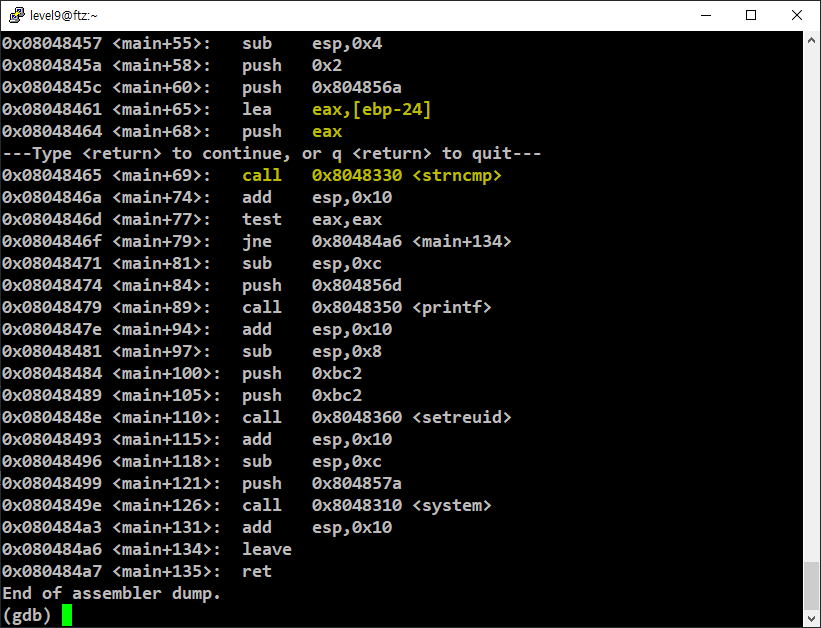 level9@ftz:~
0x08048457 <main+55>:   sub    esp,0x4
0x0804845a <main+58>:   push   0x2
0x0804845c <main+60>:   push   0x804856a
0x08048461 <main+65>:   lea    eax,[ebp-24]
0x08048464 <main+68>:   push   eax
---Type <return> to continue, or q <return> to quit---
0x08048465 <main+69>:   call   0x8048330 <strncmp>
0x0804846a <main+74>:   add    esp,0x10
0x0804846d <main+77>:   test   eax,eax
0x0804846f <main+79>:   jne    0x80484a6 <main+134>
0x08048471 <main+81>:   sub    esp,0xc
0x08048474 <main+84>:   push   0x804856d
0x08048479 <main+89>:   call   0x8048350 <printf>
0x0804847e <main+94>:   add    esp,0x10
0x08048481 <main+97>:   sub    esp,0x8
0x08048484 <main+100>:  push   0xbc2
0x08048489 <main+105>:  push   0xbc2
0x0804848e <main+110>:  call   0x8048360 <setreuid>
0x08048493 <main+115>:  add    esp,0x10
0x08048496 <main+118>:  sub    esp,0xc
0x08048499 <main+121>:  push   0x804857a
0x0804849e <main+126>:  call   0x8048310 <system>
0x080484a3 <main+131>:  add    esp,0x10
0x080484a6 <main+134>:  leave
0x080484a7 <main+135>:  ret
End of assembler dump.
(gdb)